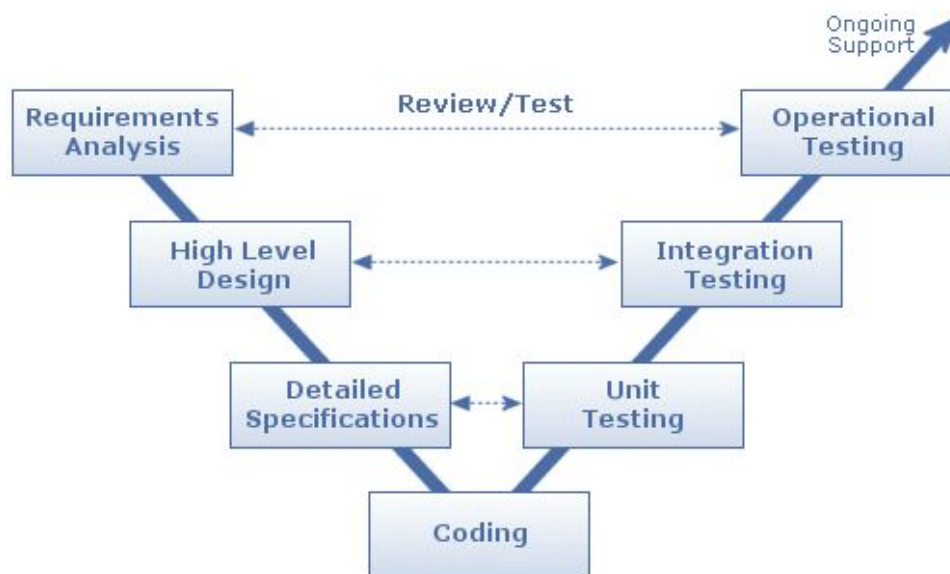 Ongoing
Support
Requirements
Analysis
Review/Test
Operational
Testing
High Level
Design
Integration
Testing
Detailed
Specifications
Unit
Testing
Coding